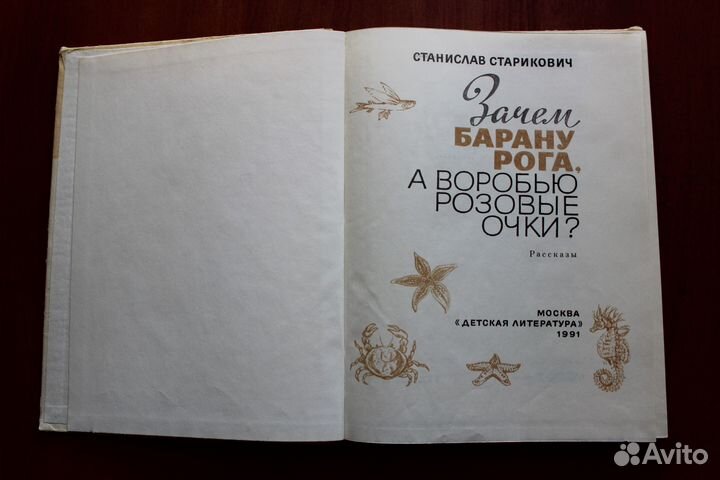 СТАНИСЛАВ СТАРИКОВИЧ
Зачем
БАРАНУ
РОГА,
А ВОРОБЬЮ
РОЗОВЫЕ
ОЧКИ?
Рассказы
МОСКВА
«ДЕТСКАЯ ЛИТЕРАТУРА»
1991
Avito